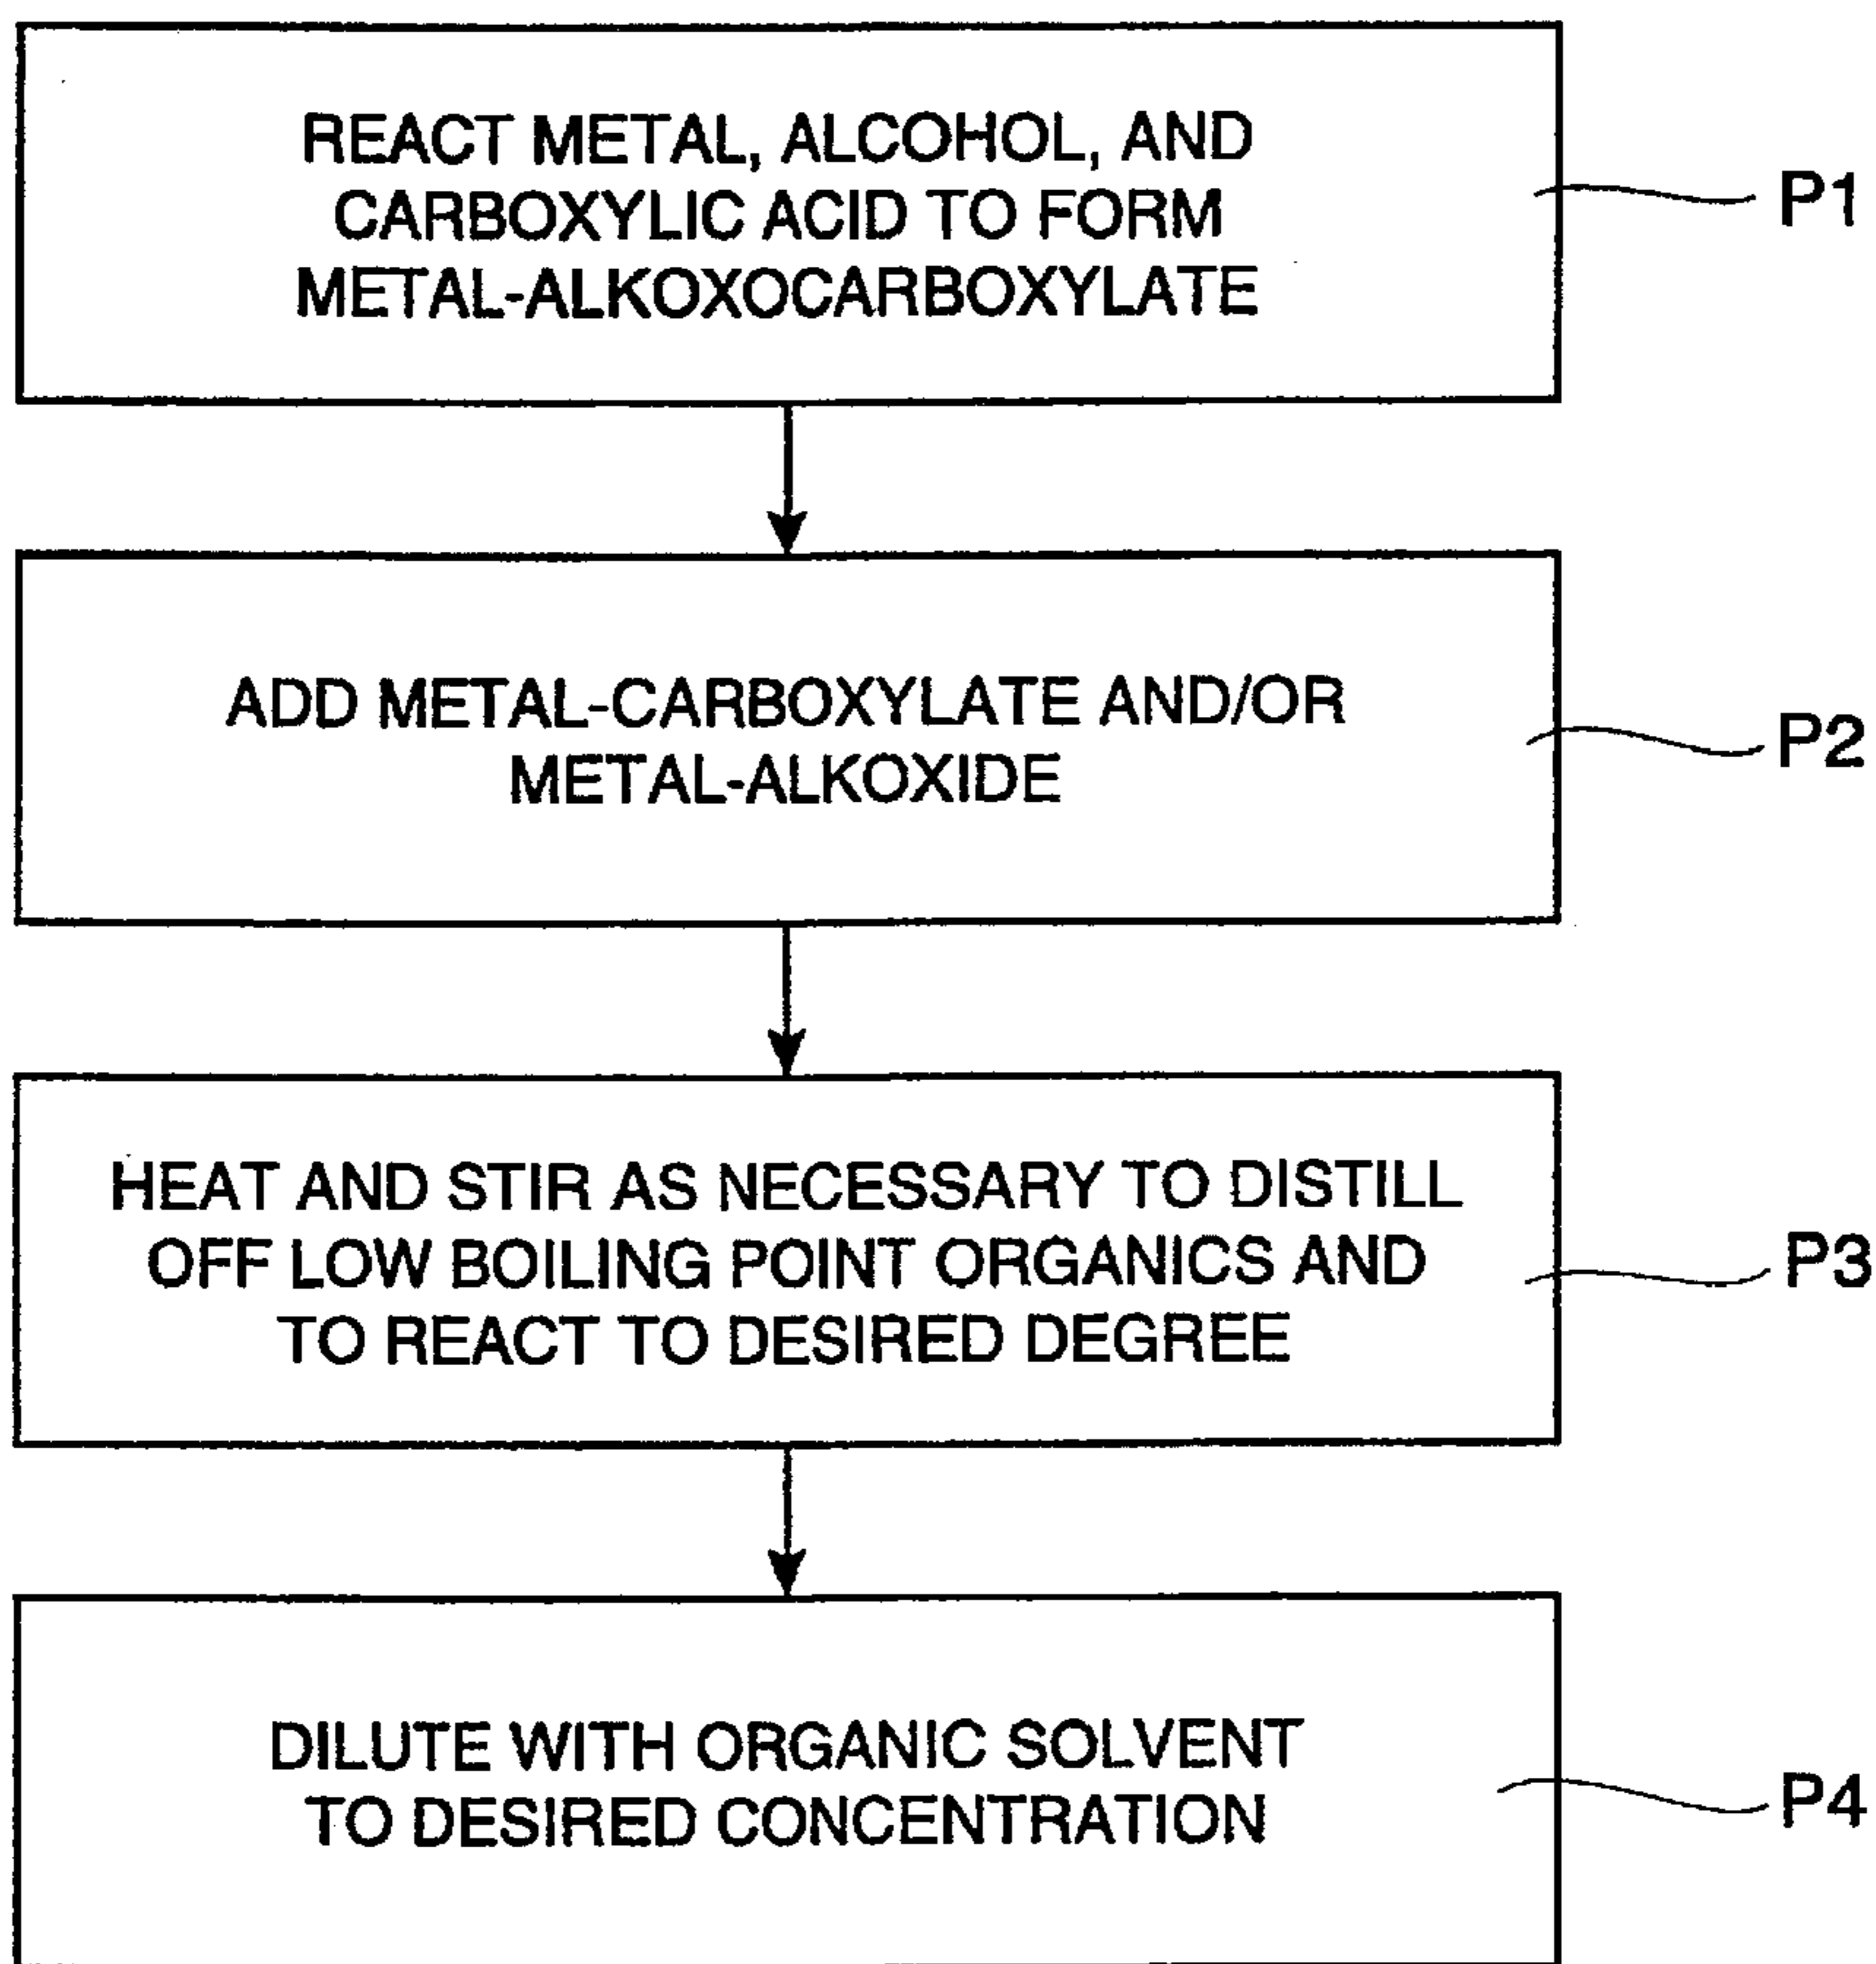 REACT METAL, ALCOHOL, AND
CARBOXYLIC ACID TO FORM
METAL-ALKOXOCARBOXYLATE
P1
ADD METAL-CARBOXYLATE AND/OR
METAL-ALKOXIDE
P2
HEAT AND STIR AS NECESSARY TO DISTILL
OFF LOW BOILING POINT ORGANICS AND
TO REACT TO DESIRED DEGREE
P3
DILUTE WITH ORGANIC SOLVENT
TO DESIRED CONCENTRATION
P4